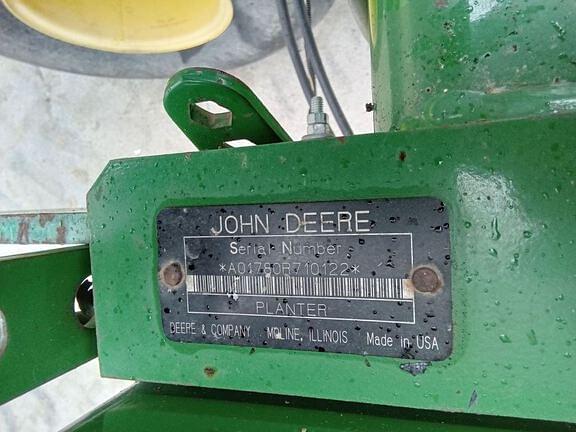 JOHN DEERE
Serial Number
*A01760R710122*
PLANTER
DEERE & COMPANY MOLINE, ILLINOIS Made in USA